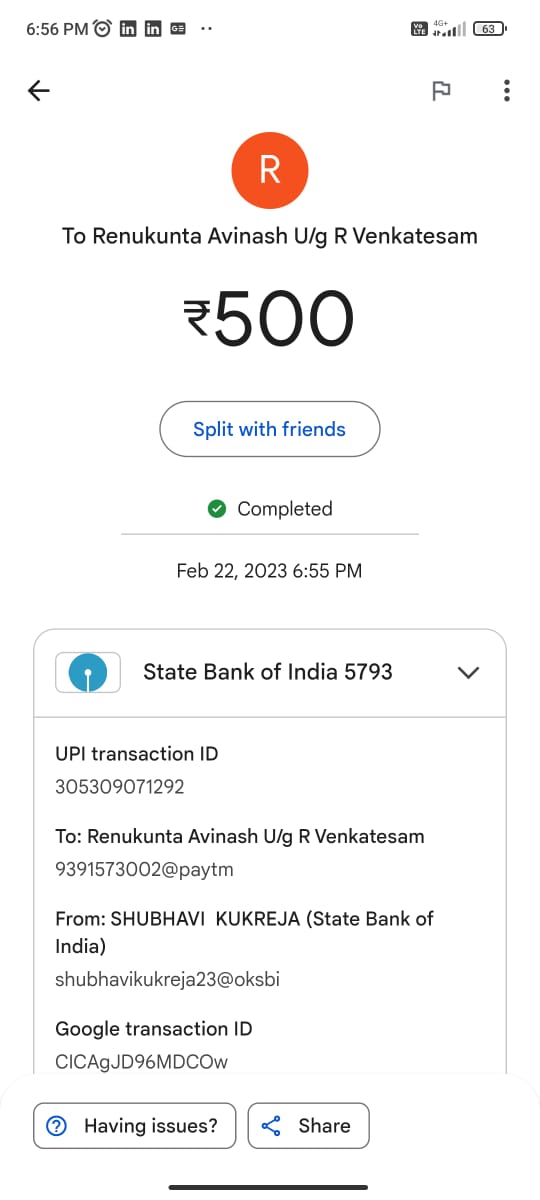 6:56 PM
VO LTE 4G+ 63
R
To Renukunta Avinash U/g R Venkatesam
₹500
Split with friends
Completed
Feb 22, 2023 6:55 PM
State Bank of India 5793
UPI transaction ID
305309071292
To: Renukunta Avinash U/g R Venkatesam
9391573002@paytm
From: SHUBHAVI KUKREJA (State Bank of
India)
shubhavikukreja23@oksbi
Google transaction ID
CICAgJD96MDCOw
Having issues?
Share